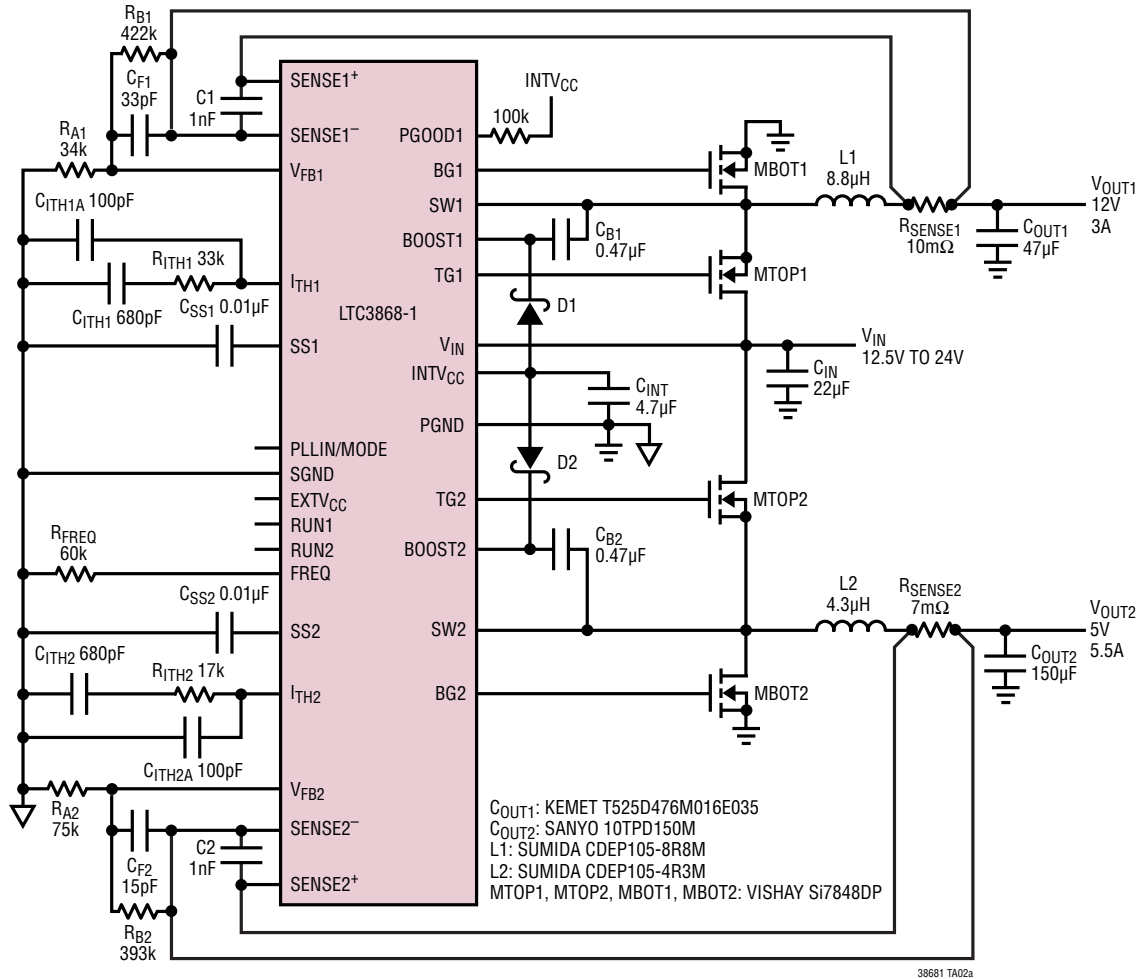 RB1
422k
CF1
33pF
C1
1nF
RA1
34k
SENSE1+
SENSE1–
VFB1
CITH1A 100pF
RITH1 33k
ITH1
CITH1 680pF
CSS1 0.01µF
SS1
LTC3868-1
PLLIN/MODE
SGND
EXTVCC
RUN1
RUN2
FREQ
RFREQ
60k
CSS2 0.01µF
SS2
CITH2 680pF
RITH2 17k
ITH2
CITH2A 100pF
VFB2
RA2
75k
SENSE2–
SENSE2+
C2
1nF
CF2
15pF
RB2
393k
INTVCC
100k
PGOOD1
BG1
MBOT1
SW1
BOOST1
CB1
0.47µF
TG1
MTOP1
L1
8.8µH
RSENSE1
10mΩ
VOUT1
12V
3A
COUT1
47µF
D1
VIN
VIN
12.5V TO 24V
CIN
22µF
INTVCC
CINT
4.7µF
PGND
D2
TG2
MTOP2
BOOST2
CB2
0.47µF
L2
4.3µH
RSENSE2
7mΩ
SW2
VOUT2
5V
5.5A
COUT2
150µF
BG2
MBOT2
COUT1: KEMET T525D476M016E035
COUT2: SANYO 10TPD150M
L1: SUMIDA CDEP105-8R8M
L2: SUMIDA CDEP105-4R3M
MTOP1, MTOP2, MBOT1, MBOT2: VISHAY Si7848DP
38681 TA02a